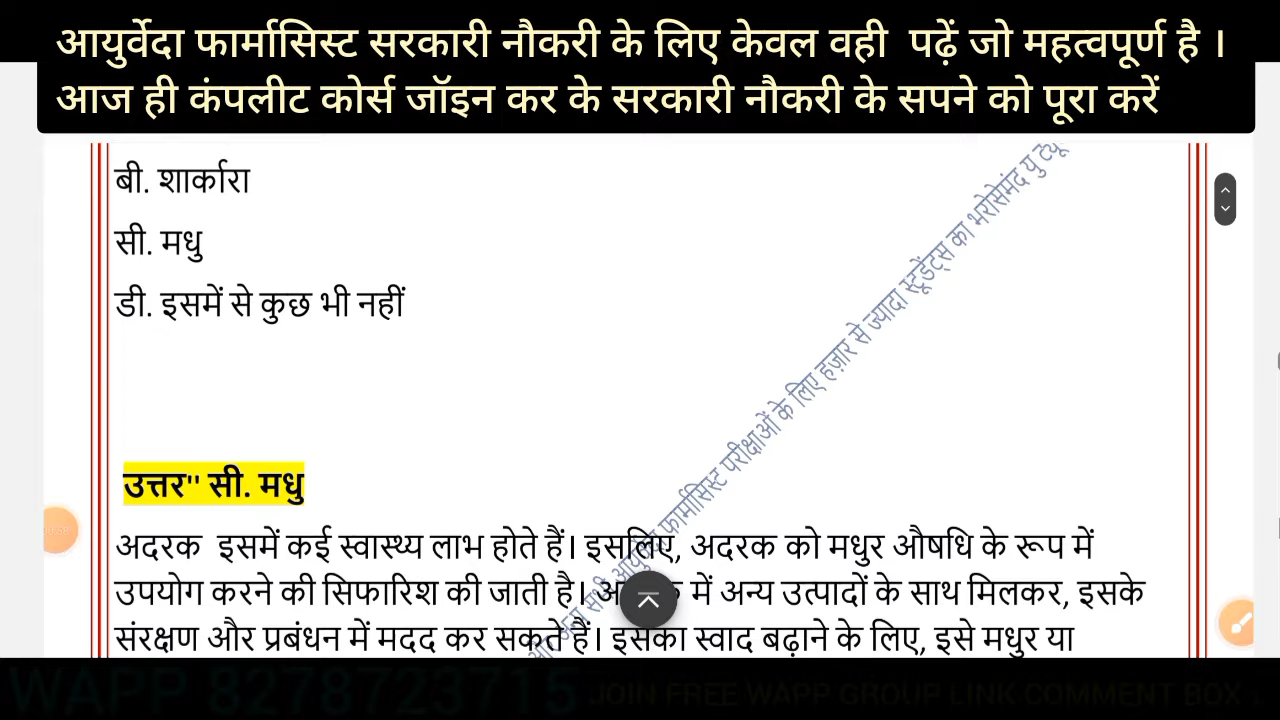 आयुर्वेदा फार्मासिस्ट सरकारी नौकरी के लिए केवल वही पढ़ें जो महत्वपूर्ण है ।
आज ही कंपलीट कोर्स जॉइन कर के सरकारी नौकरी के सपने को पूरा करें
बी. शार्कारा
सी. मधु
डी. इसमें से कुछ भी नहीं
उत्तर" सी. मधु
अदरक इसमें कई स्वास्थ्य लाभ होते हैं। इसलिए, अदरक को मधुर औषधि के रूप में
उपयोग करने की सिफारिश की जाती है। में अन्य उत्पादों के साथ मिलकर, इसके
संरक्षण और प्रबंधन में मदद कर सकते हैं। इसका स्वाद बढ़ाने के लिए, इसे मधुर या
सभी आयुर्वेद फार्मासिस्ट परीक्षाओं के लिए हज़ार से ज्यादा स्टूडेंट्स का भरोसेमंद यु ट्यू
WAPP 8278723715
JOIN FREE WAPP GROUP LINK COMMENT BOX